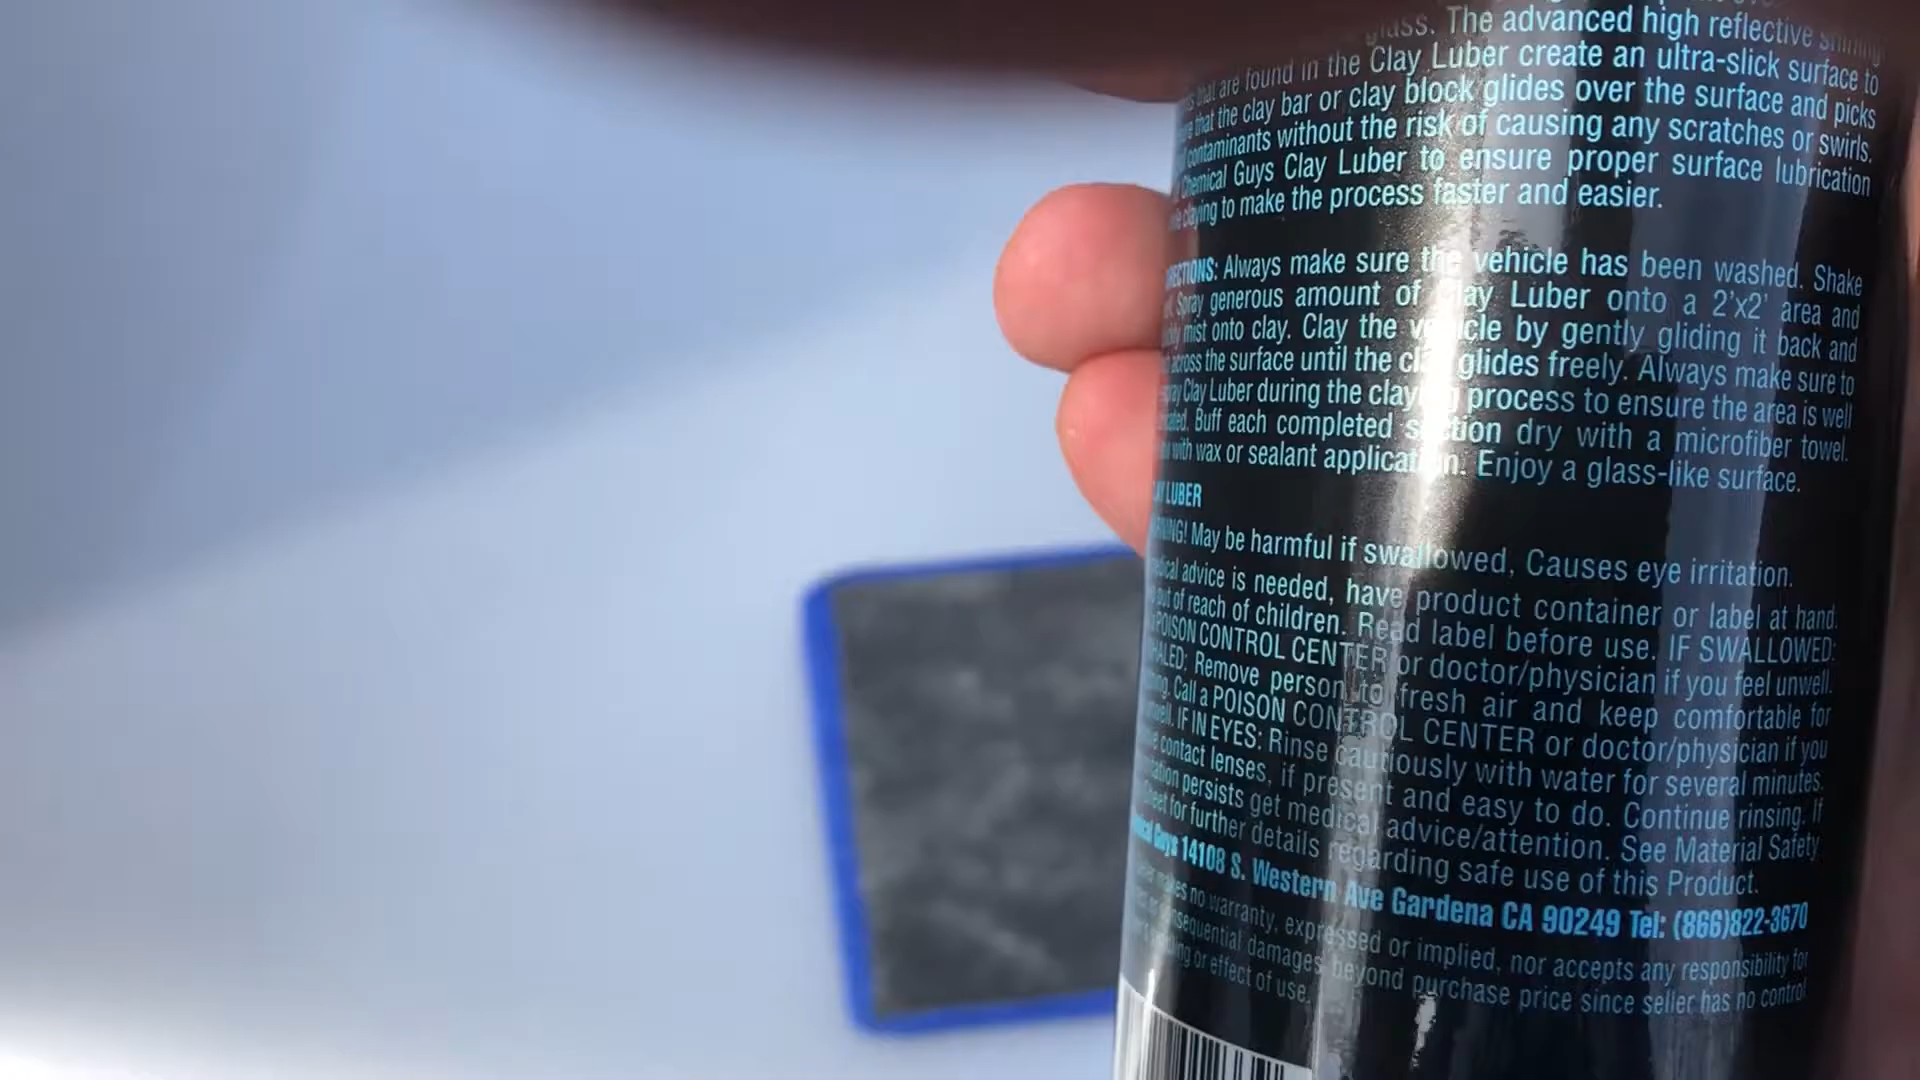 glass. The advanced high reflective shining
that are found in the Clay Luber create an ultra-slick surface to
that the clay bar or clay block glides over the surface and picks
contaminants without the risk of causing any scratches or swirls.
Chemical Guys Clay Luber to ensure proper surface lubrication
claying to make the process faster and easier.
DIRECTIONS: Always make sure the vehicle has been washed. Shake
Spray generous amount of Clay Luber onto a 2'x2' area and
mist onto clay. Clay the vehicle by gently gliding it back and
across the surface until the clay glides freely. Always make sure to
Clay Luber during the claying process to ensure the area is well
Buff each completed section dry with a microfiber towel.
with wax or sealant application. Enjoy a glass-like surface.
CLAY LUBER
WARNING! May be harmful if swallowed, Causes eye irritation.
medical advice is needed, have product container or label at hand.
out of reach of children. Read label before use. IF SWALLOWED:
POISON CONTROL CENTER or doctor/physician if you feel unwell.
INHALED: Remove person to fresh air and keep comfortable for
Call a POISON CONTROL CENTER or doctor/physician if you
IF IN EYES: Rinse cautiously with water for several minutes.
contact lenses, if present and easy to do. Continue rinsing. If
persists get medical advice/attention. See Material Safety
Sheet for further details regarding safe use of this Product.
Chemical Guys 14108 S. Western Ave Gardena CA 90249 Tel: (866)822-3670
makes no warranty, expressed or implied, nor accepts any responsibility for
or consequential damages beyond purchase price since seller has no control
or effect of use.